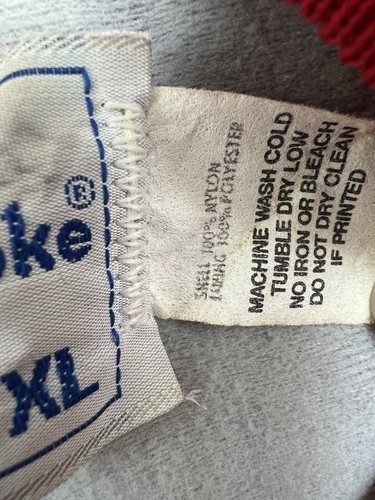 ke®
XL
SHELL 100% NYLON
LINING 100% POLYESTER
MACHINE WASH COLD
TUMBLE DRY LOW
NO IRON OR BLEACH
DO NOT DRY CLEAN
IF PRINTED